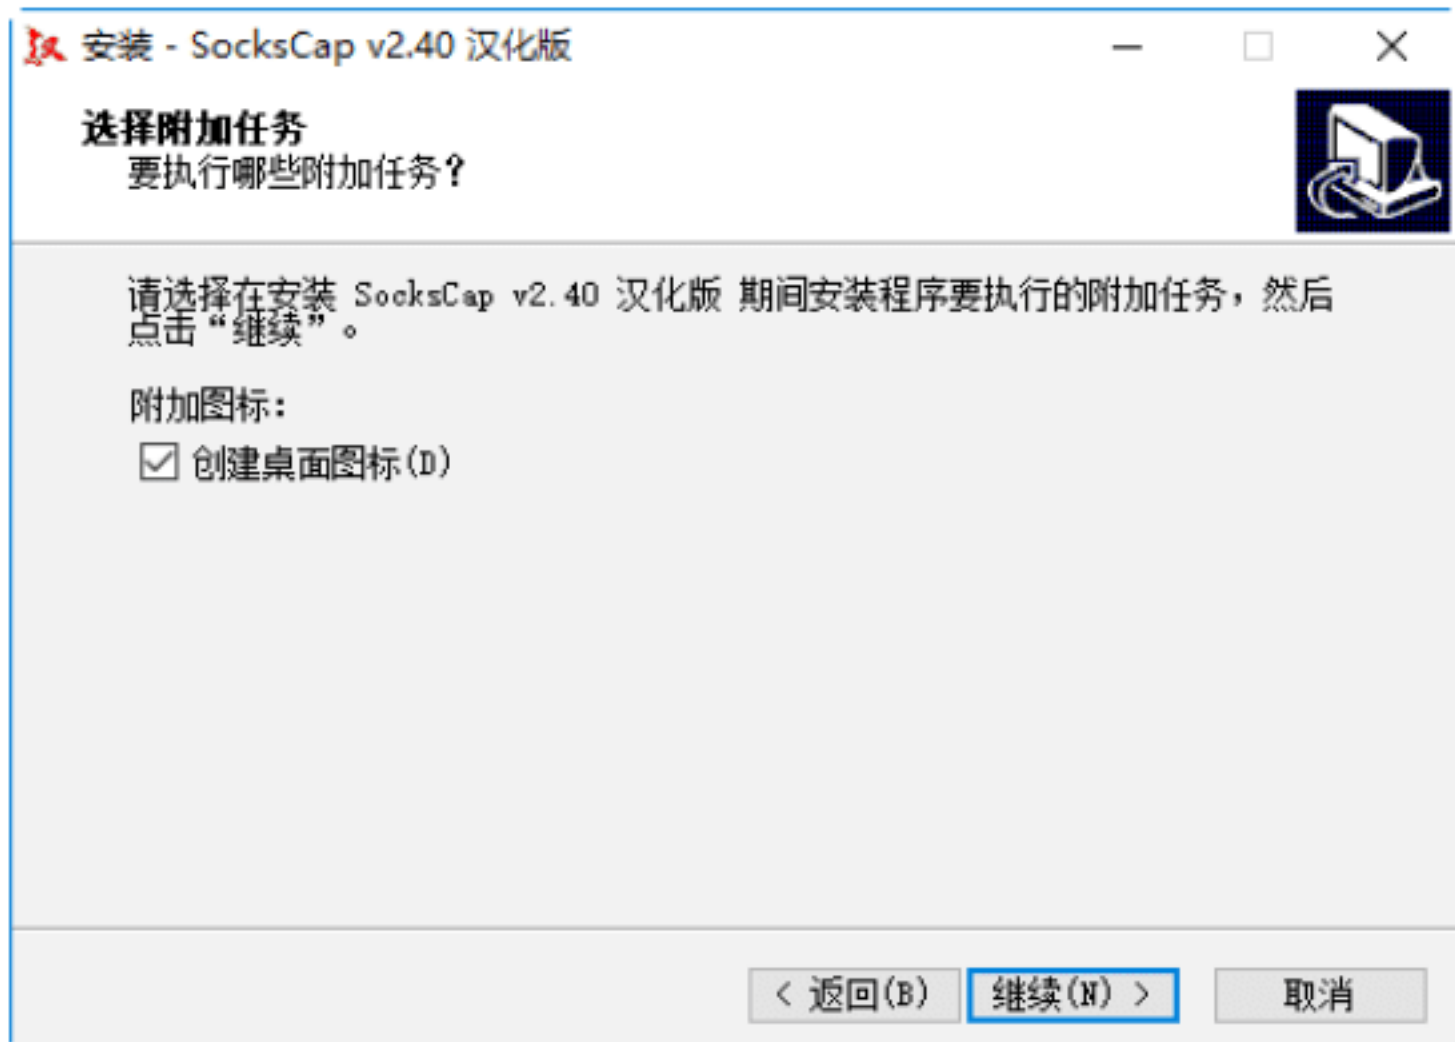 安装 - SocksCap v2.40 汉化版
选择附加任务
要执行哪些附加任务？
请选择在安装 SocksCap v2.40 汉化版 期间安装程序要执行的附加任务，然后
点击“继续”。
附加图标：
创建桌面图标(D)
< 返回(B)
继续(N) >
取消